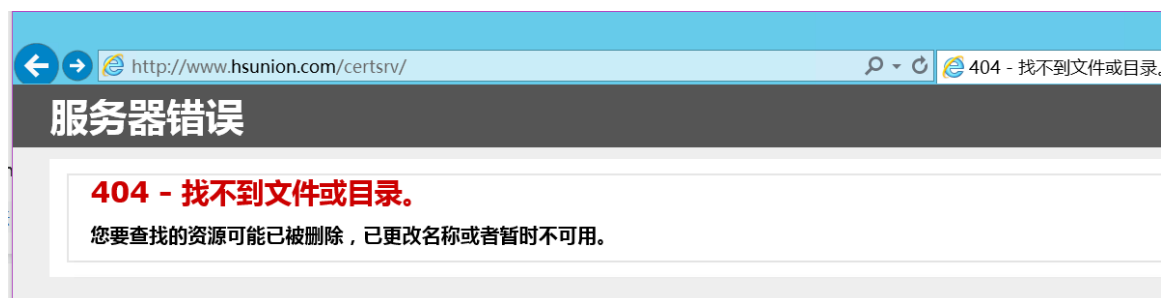 http://www.hsunion.com/certsrv/
404 - 找不到文件或目录。
服务器错误
404 - 找不到文件或目录。
您要查找的资源可能已被删除，已更改名称或者暂时不可用。